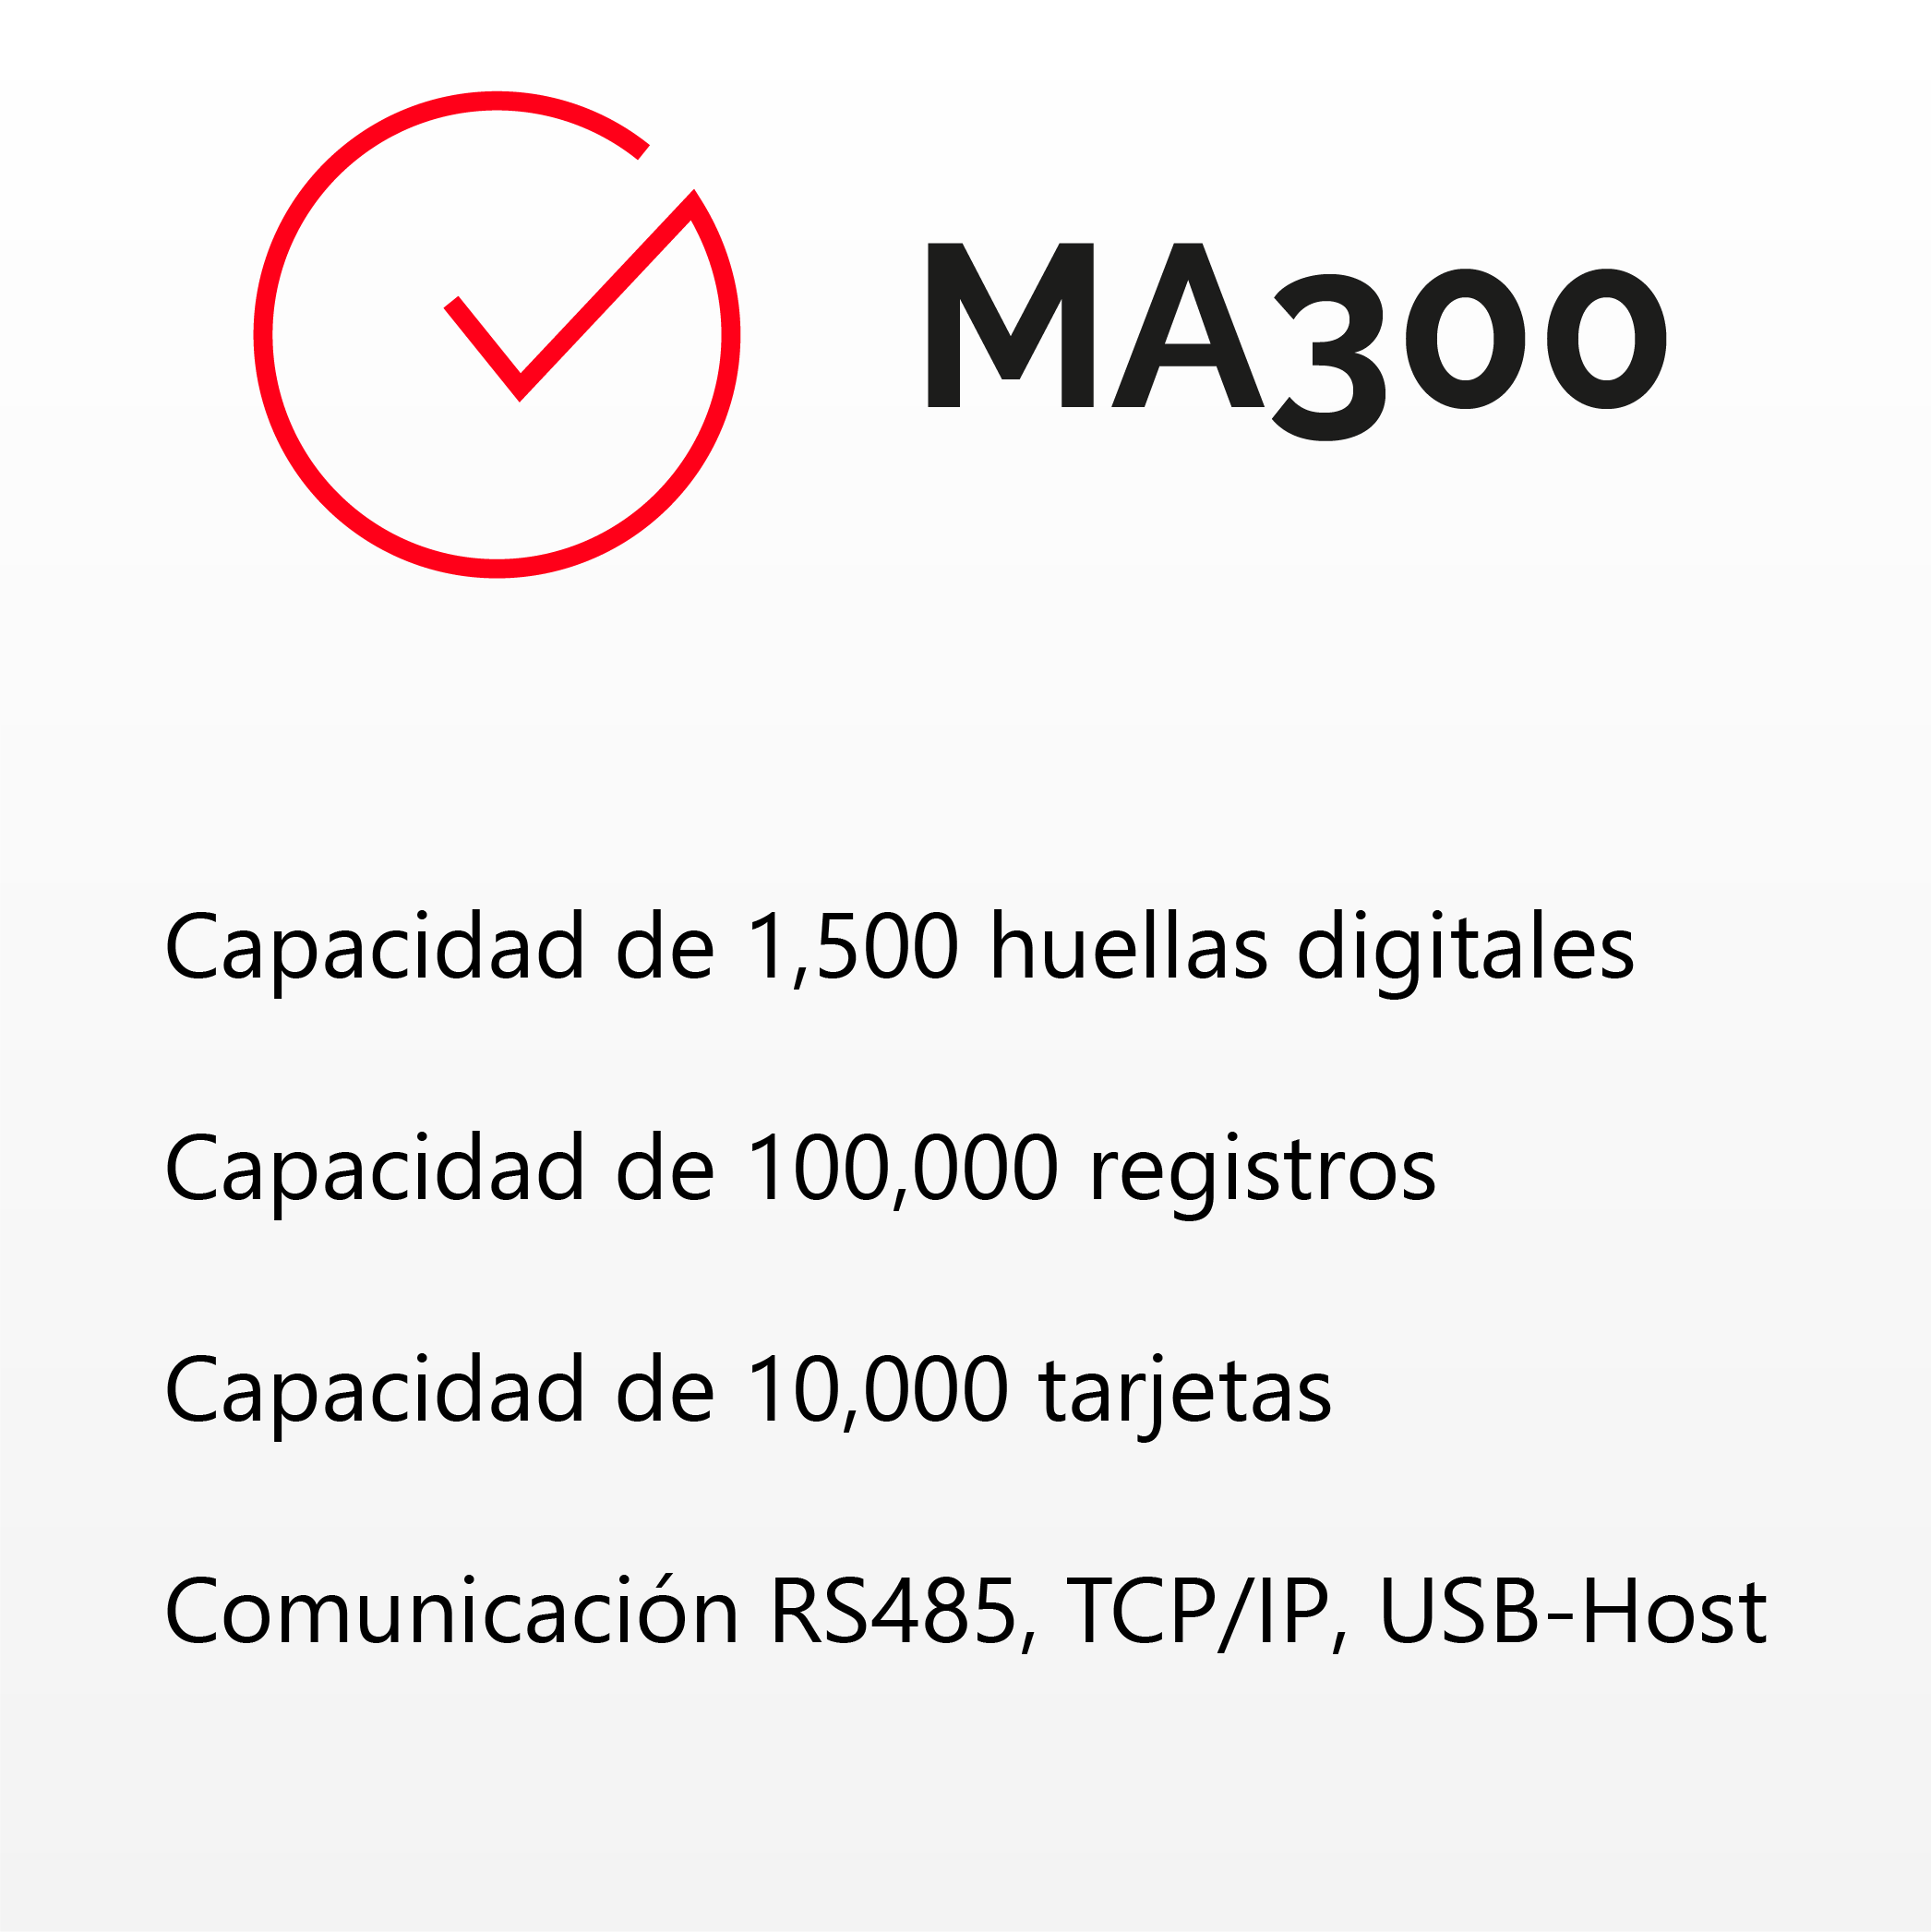 MA300
Capacidad de 1,500 huellas digitales
Capacidad de 100,000 registros
Capacidad de 10,000 tarjetas
Comunicación RS485, TCP/IP, USB-Host